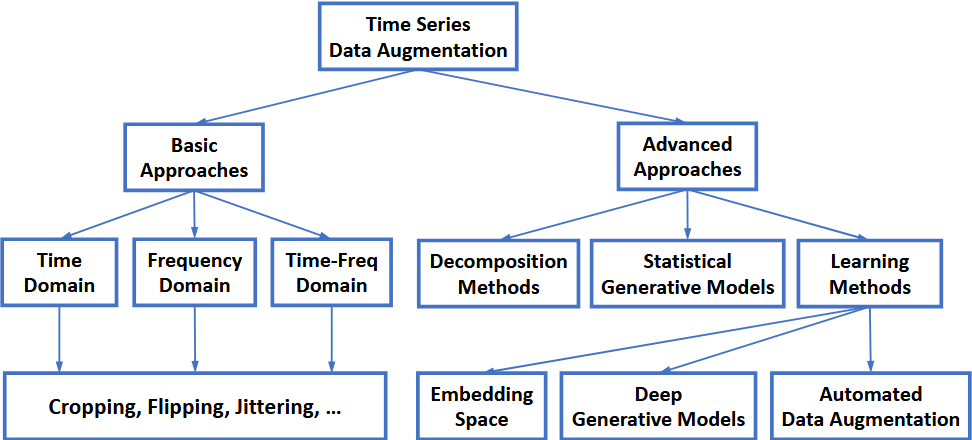 Time Series
Data Augmentation
Basic
Approaches
Advanced
Approaches
Time
Domain
Frequency
Domain
Time-Freq
Domain
Decomposition
Methods
Statistical
Generative Models
Learning
Methods
Cropping, Flipping, Jittering, ...
Embedding
Space
Deep
Generative Models
Automated
Data Augmentation